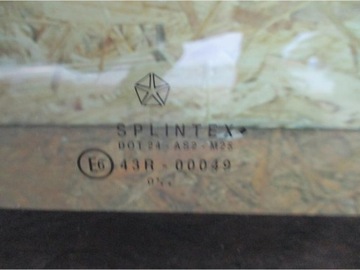 SPLINTEX
DOT 24 - AS2 - M25
E6 43R - 00049